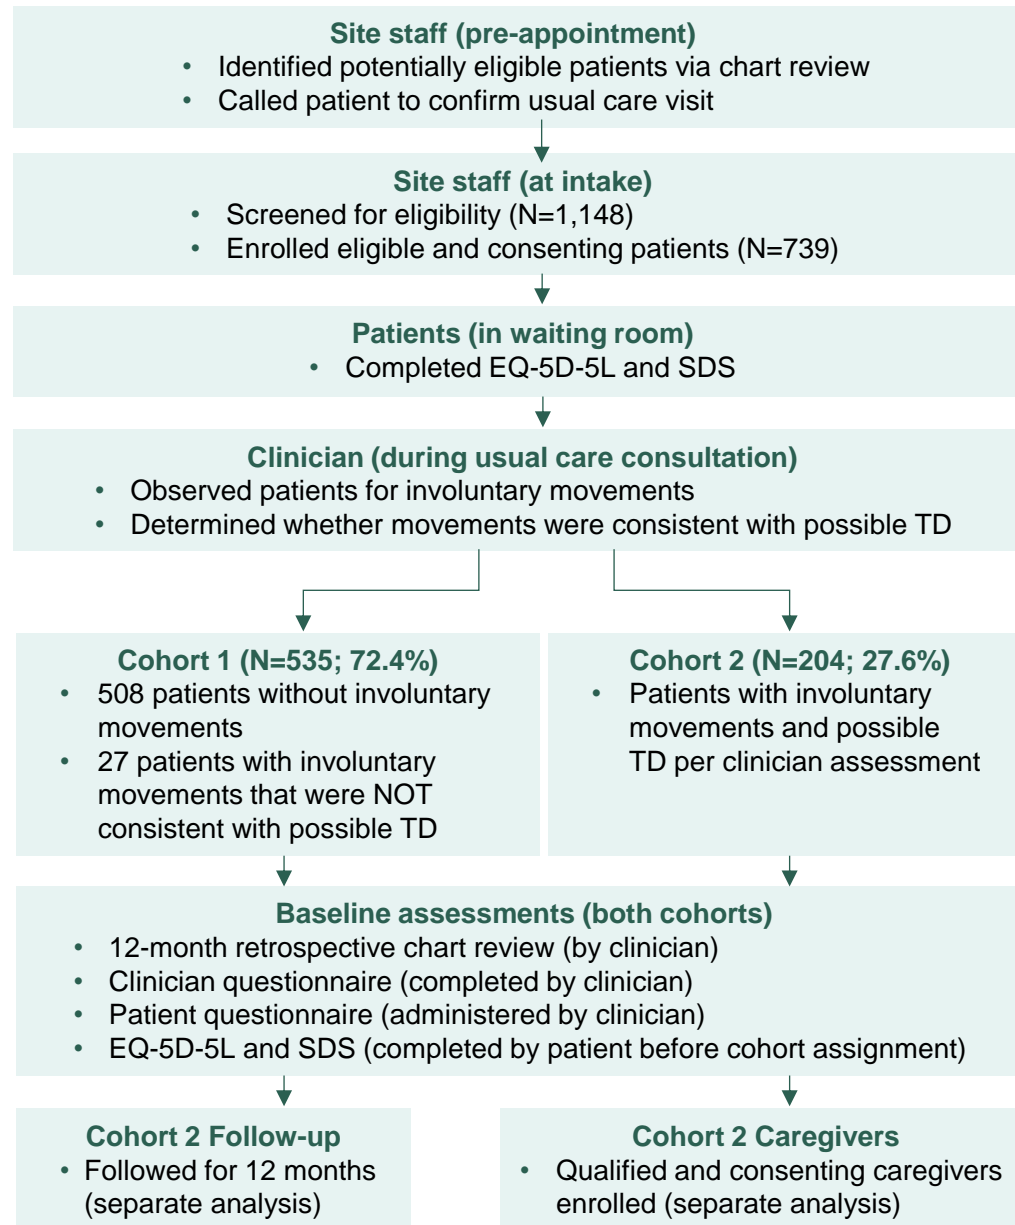 Site staff (pre-appointment)
• Identified potentially eligible patients via chart review
• Called patient to confirm usual care visit
Site staff (at intake)
• Screened for eligibility (N=1,148)
• Enrolled eligible and consenting patients (N=739)
Patients (in waiting room)
• Completed EQ-5D-5L and SDS
Clinician (during usual care consultation)
• Observed patients for involuntary movements
• Determined whether movements were consistent with possible TD
Cohort 1 (N=535; 72.4%)
• 508 patients without involuntary
movements
• 27 patients with involuntary
movements that were NOT
consistent with possible TD
Cohort 2 (N=204; 27.6%)
• Patients with involuntary
movements and possible
TD per clinician assessment
Baseline assessments (both cohorts)
• 12-month retrospective chart review (by clinician)
• Clinician questionnaire (completed by clinician)
• Patient questionnaire (administered by clinician)
• EQ-5D-5L and SDS (completed by patient before cohort assignment)
Cohort 2 Follow-up
• Followed for 12 months
(separate analysis)
Cohort 2 Caregivers
• Qualified and consenting caregivers
enrolled (separate analysis)